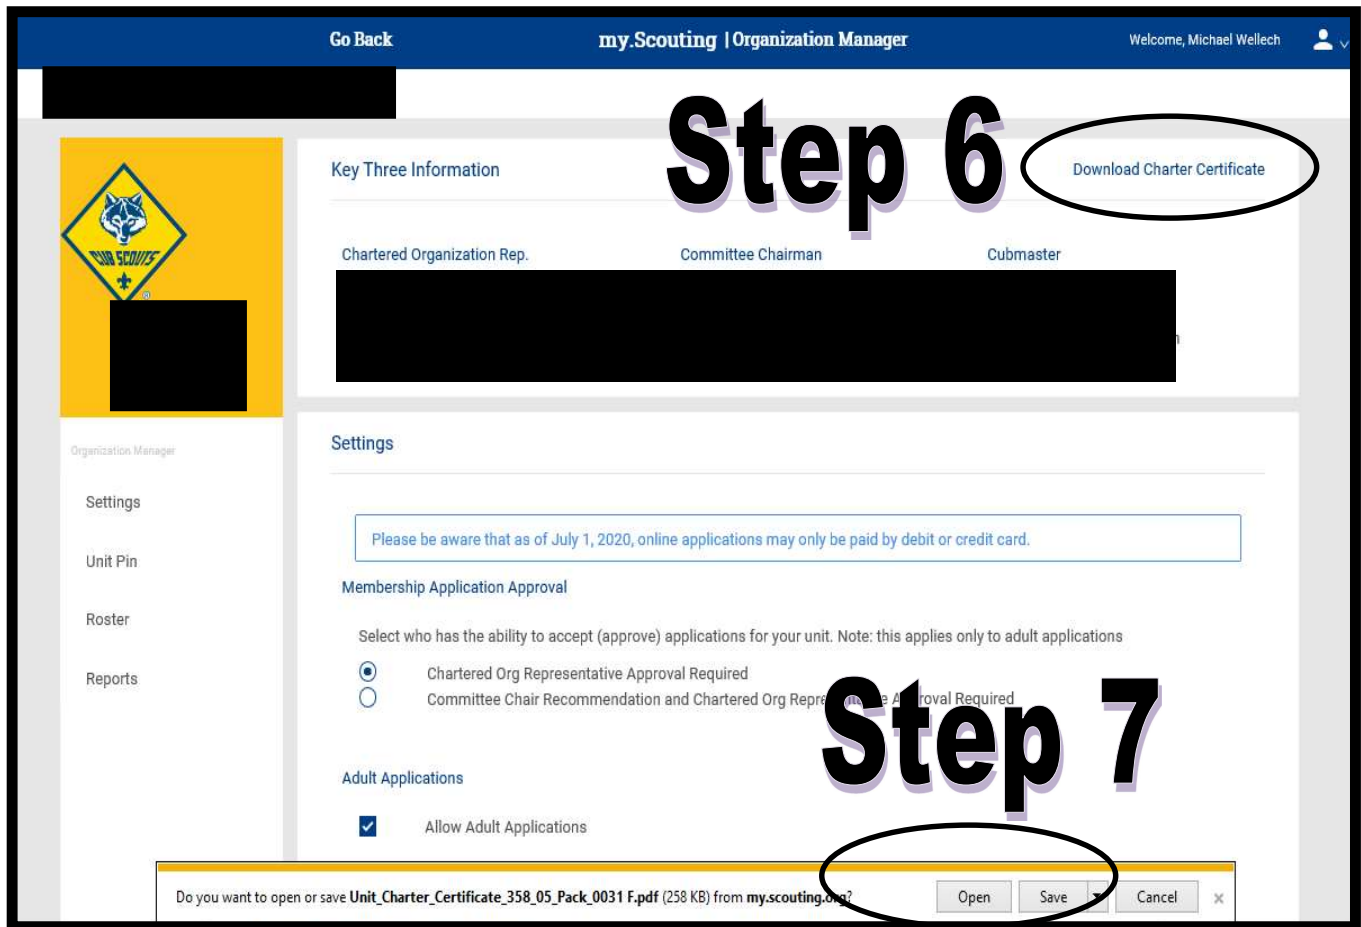 Go Back my.Scouting | Organization Manager Welcome, Michael Wellech
Step 6
Key Three Information Download Charter Certificate
CUB SCOUTS
®
Chartered Organization Rep. Committee Chairman Cubmaster
Settings
Organization Manager
Settings
Unit Pin
Roster
Reports
Please be aware that as of July 1, 2020, online applications may only be paid by debit or credit card.
Membership Application Approval
Select who has the ability to accept (approve) applications for your unit. Note: this applies only to adult applications
Chartered Org Representative Approval Required
Committee Chair Recommendation and Chartered Org Representative Approval Required
Step 7
Adult Applications
Allow Adult Applications
Do you want to open or save Unit_Charter_Certificate_358_05_Pack_0031 F.pdf (258 KB) from my.scouting.org? Open Save Cancel ×